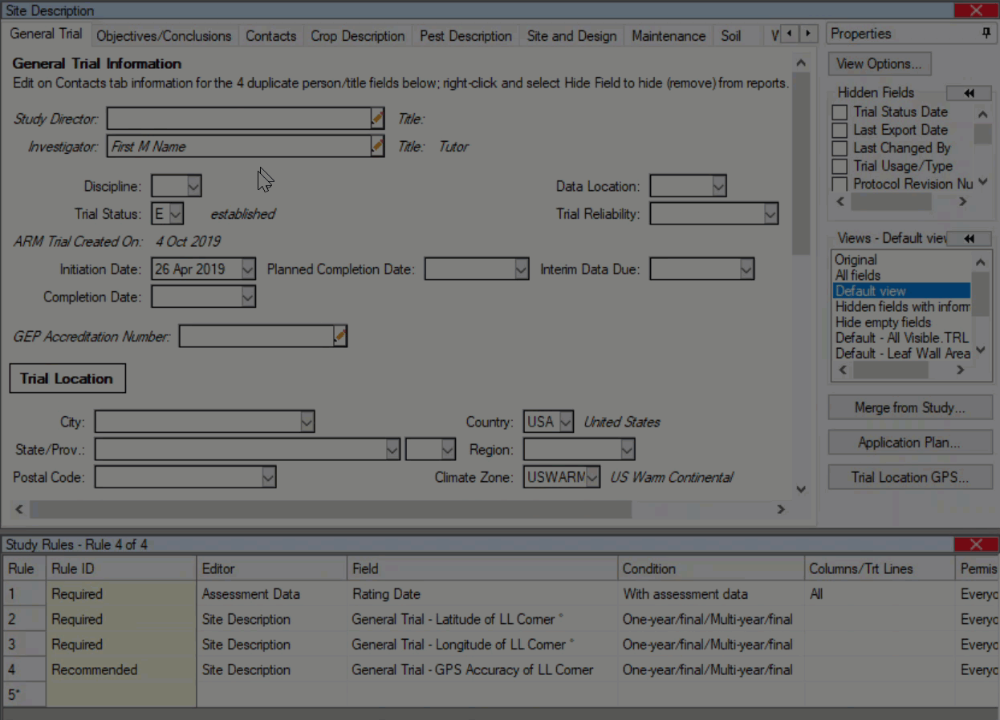 Site Description
General Trial Objectives/Conclusions Contacts Crop Description Pest Description Site and Design Maintenance Soil
General Trial Information
Edit on Contacts tab information for the 4 duplicate person/title fields below; right-click and select Hide Field to hide (remove) from reports.
Study Director: Title:
Investigator: First M Name Title: Tutor
Discipline: Data Location:
Trial Status: E established Trial Reliability:
ARM Trial Created On: 4 Oct 2019
Initiation Date: 26 Apr 2019 Planned Completion Date: Interim Data Due:
Completion Date:
GEP Accreditation Number:
Trial Location
City: Country: USA United States
State/Prov.: Region:
Postal Code: Climate Zone: USWARM US Warm Continental
Properties
View Options...
Hidden Fields
Trial Status Date
Last Export Date
Last Changed By
Trial Usage/Type
Protocol Revision Nu
Views - Default view
Original
All fields
Default view
Hidden fields with inform
Hide empty fields
Default - All Visible.TRL
Default - Leaf Wall Area
Merge from Study...
Application Plan...
Trial Location GPS...
Study Rules - Rule 4 of 4
Rule Rule ID Editor Field Condition Columns/Trt Lines Permis
1 Required Assessment Data Rating Date With assessment data All Everyo
2 Required Site Description General Trial - Latitude of LL Corner ° One-year/final/Multi-year/final Everyo
3 Required Site Description General Trial - Longitude of LL Corner ° One-year/final/Multi-year/final Everyo
4 Recommended Site Description General Trial - GPS Accuracy of LL Corner One-year/final/Multi-year/final Everyo
5*